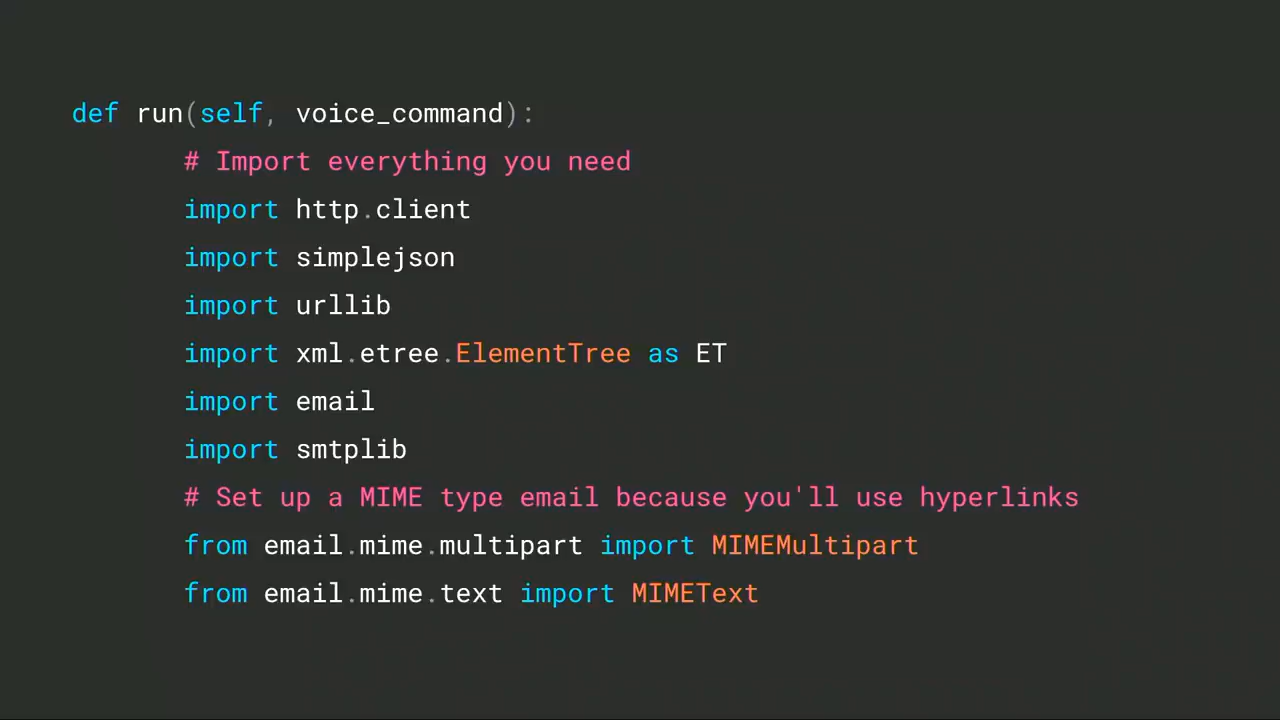 def run(self, voice_command):
# Import everything you need
import http.client
import simplejson
import urllib
import xml.etree.ElementTree as ET
import email
import smtplib
# Set up a MIME type email because you'll use hyperlinks
from email.mime.multipart import MIMEMultipart
from email.mime.text import MIMEText